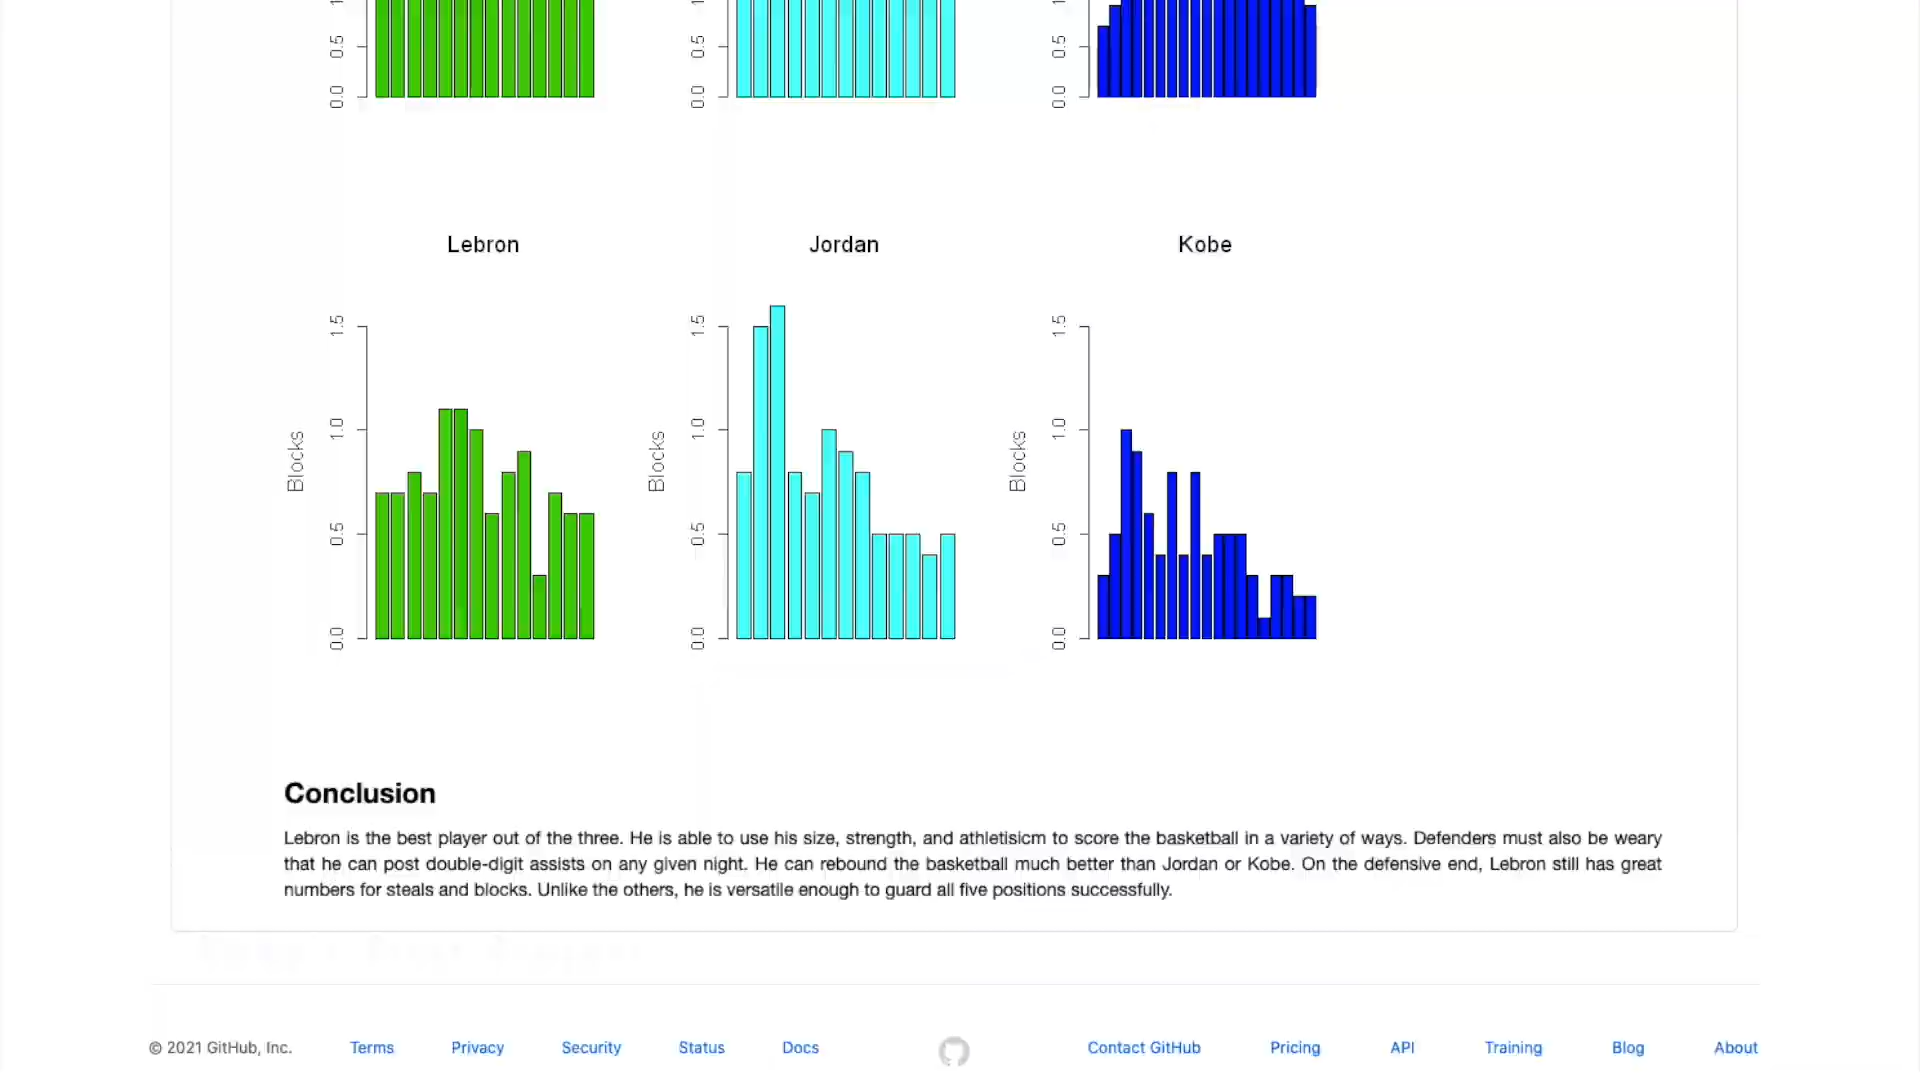 0.5 0.5 0.5
0.0 0.0 0.0
Lebron Jordan Kobe
1.5 1.5 1.5
1.0 1.0 1.0
Blocks Blocks Blocks
0.5 0.5 0.5
0.0 0.0 0.0
Conclusion
Lebron is the best player out of the three. He is able to use his size, strength, and athletisicm to score the basketball in a variety of ways. Defenders must also be weary
that he can post double-digit assists on any given night. He can rebound the basketball much better than Jordan or Kobe. On the defensive end, Lebron still has great
numbers for steals and blocks. Unlike the others, he is versatile enough to guard all five positions successfully.
© 2021 GitHub, Inc. Terms Privacy Security Status Docs Contact GitHub Pricing API Training Blog About